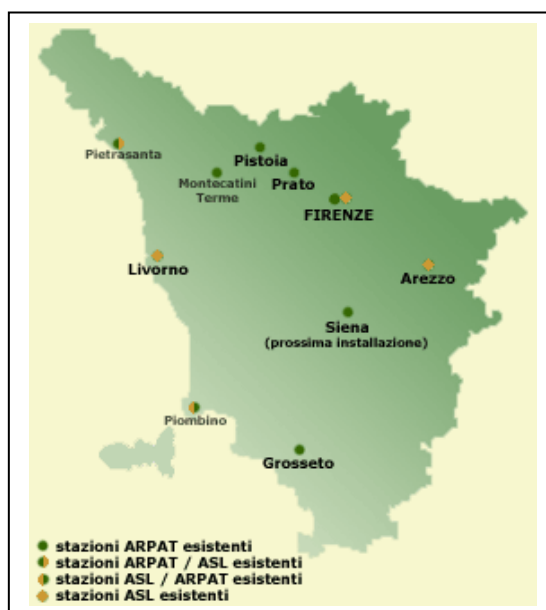 Pietrasanta
Pistoia
Montecatini
Terme
Prato
FIRENZE
Livorno
Arezzo
Siena
(prossima installazione)
Piombino
Grosseto
stazioni ARPAT esistenti
stazioni ARPAT / ASL esistenti
stazioni ASL / ARPAT esistenti
stazioni ASL esistenti